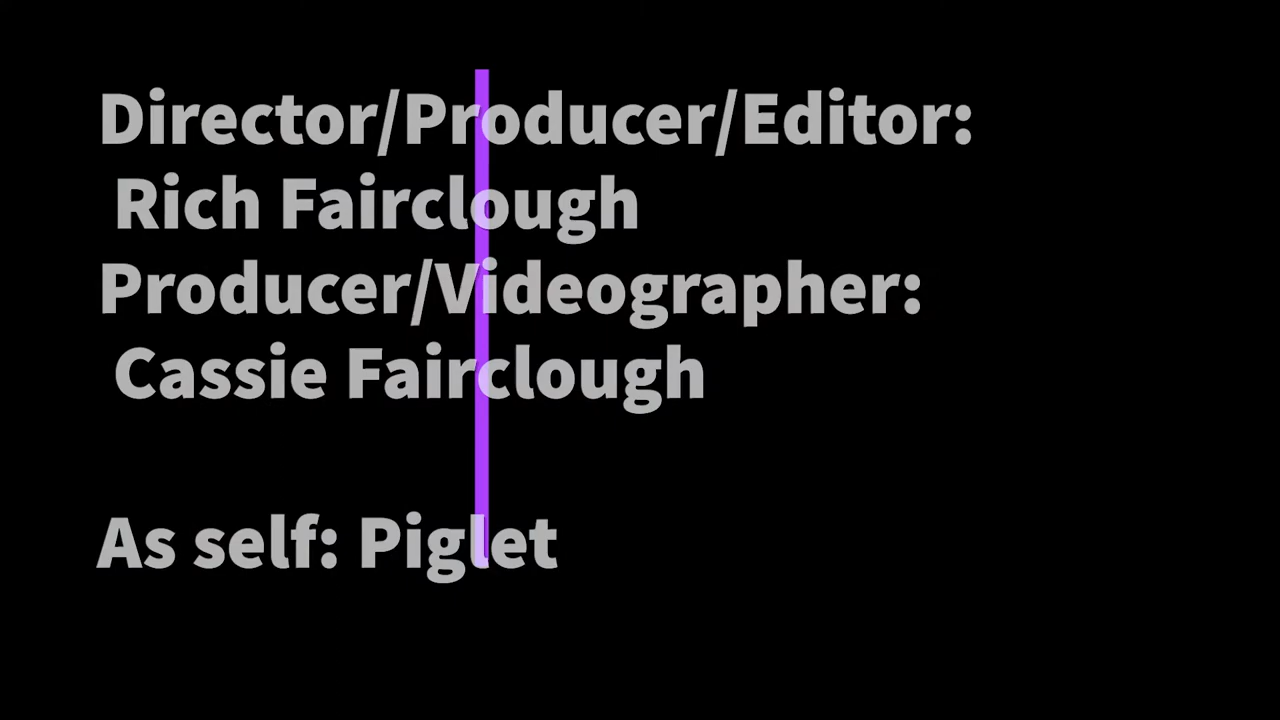 Director/Producer/Editor:
Rich Fairclough
Producer/Videographer:
Cassie Fairclough
As self: Piglet